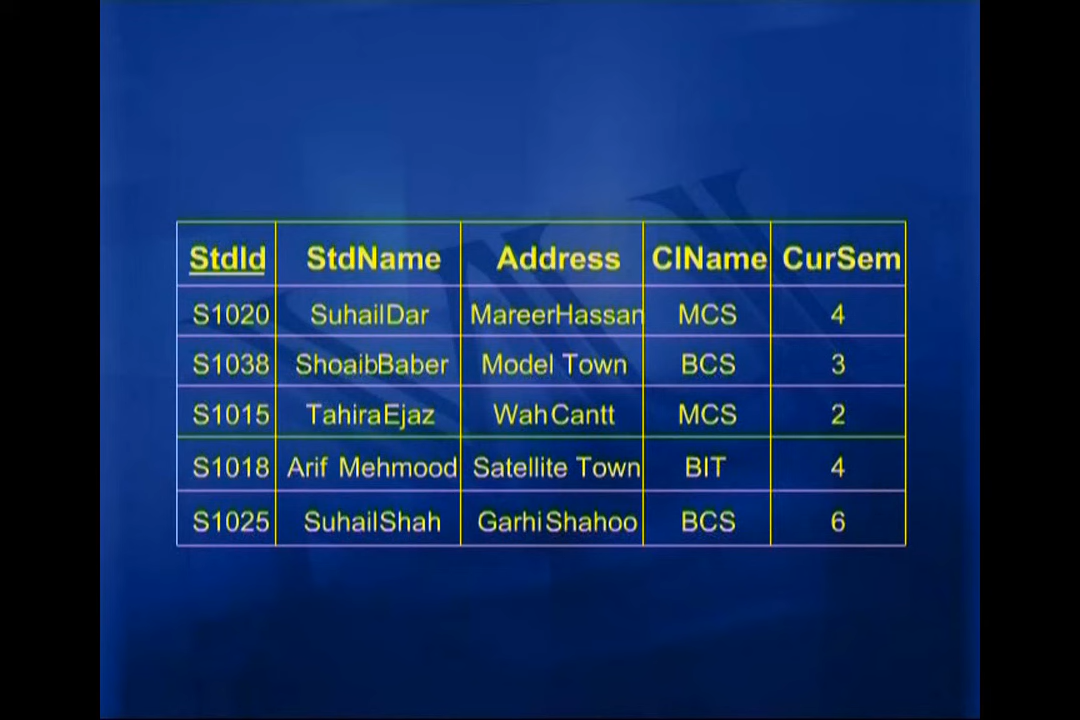 StdId StdName Address ClName CurSem
S1020 SuhailDar MareerHassan MCS 4
S1038 ShoaibBaber Model Town BCS 3
S1015 TahiraEjaz WahCantt MCS 2
S1018 Arif Mehmood Satellite Town BIT 4
S1025 SuhailShah GarhiShahoo BCS 6